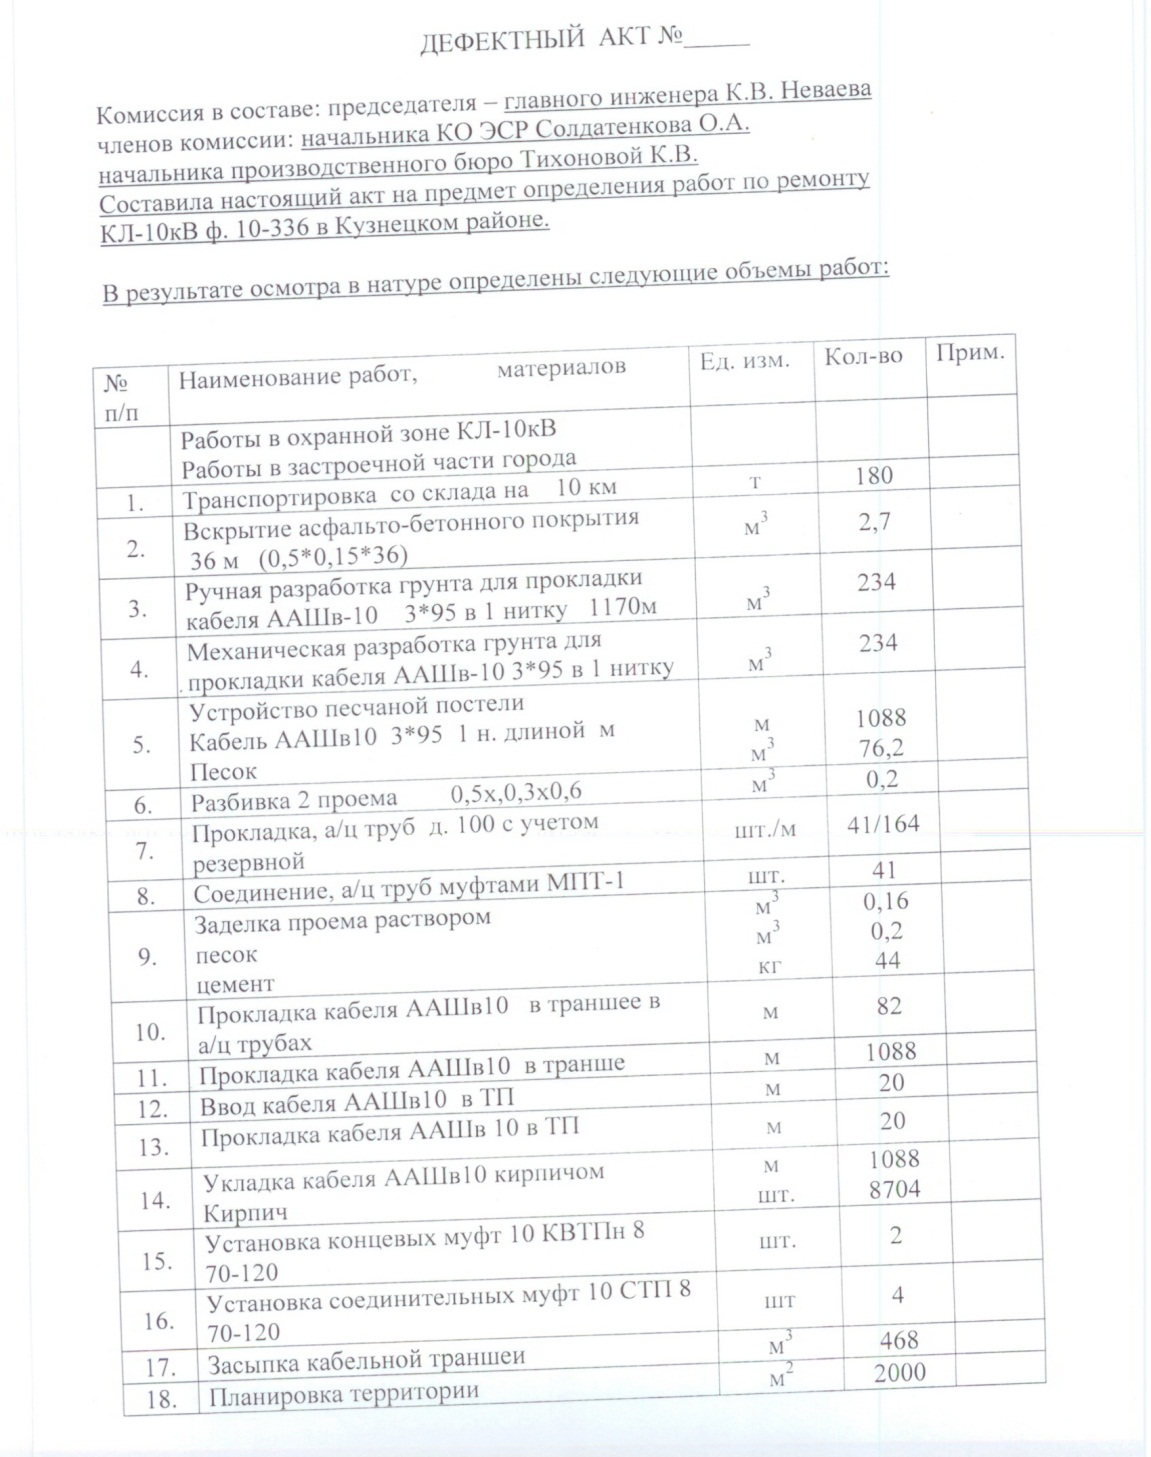 ДЕФЕКТНЫЙ АКТ №_____
Комиссия в составе: председателя – главного инженера К.В. Неваева
членов комиссии: начальника КО ЭСР Солдатенкова О.А.
начальника производственного бюро Тихоновой К.В.
Составила настоящий акт на предмет определения работ по ремонту
КЛ-10кВ ф. 10-336 в Кузнецком районе.
В результате осмотра в натуре определены следующие объемы работ:
№ п/п Наименование работ, материалов Ед. изм. Кол-во Прим.
Работы в охранной зоне КЛ-10кВ
Работы в застроечной части города
1. Транспортировка со склада на 10 км т 180
2. Вскрытие асфальто-бетонного покрытия м³ 2,7
36 м (0,5*0,15*36)
3. Ручная разработка грунта для прокладки м³ 234
кабеля ААШв-10 3*95 в 1 нитку 1170м
4. Механическая разработка грунта для м³ 234
прокладки кабеля ААШв-10 3*95 в 1 нитку
5. Устройство песчаной постели
Кабель ААШв10 3*95 1 н. длиной м м 1088
Песок м³ 76,2
6. Разбивка 2 проема 0,5х,0,3х0,6 м³ 0,2
7. Прокладка, а/ц труб д. 100 с учетом шт./м 41/164
резервной
8. Соединение, а/ц труб муфтами МПТ-1 шт. 41
9. Заделка проема раствором м³ 0,16
песок м³ 0,2
цемент кг 44
10. Прокладка кабеля ААШв10 в траншее в м 82
а/ц трубах
11. Прокладка кабеля ААШв10 в транше м 1088
12. Ввод кабеля ААШв10 в ТП м 20
13. Прокладка кабеля ААШв 10 в ТП м 20
14. Укладка кабеля ААШв10 кирпичом м 1088
Кирпич шт. 8704
15. Установка концевых муфт 10 КВТПн 8 шт. 2
70-120
16. Установка соединительных муфт 10 СТП 8 шт 4
70-120
17. Засыпка кабельной траншеи м³ 468
18. Планировка территории м² 2000